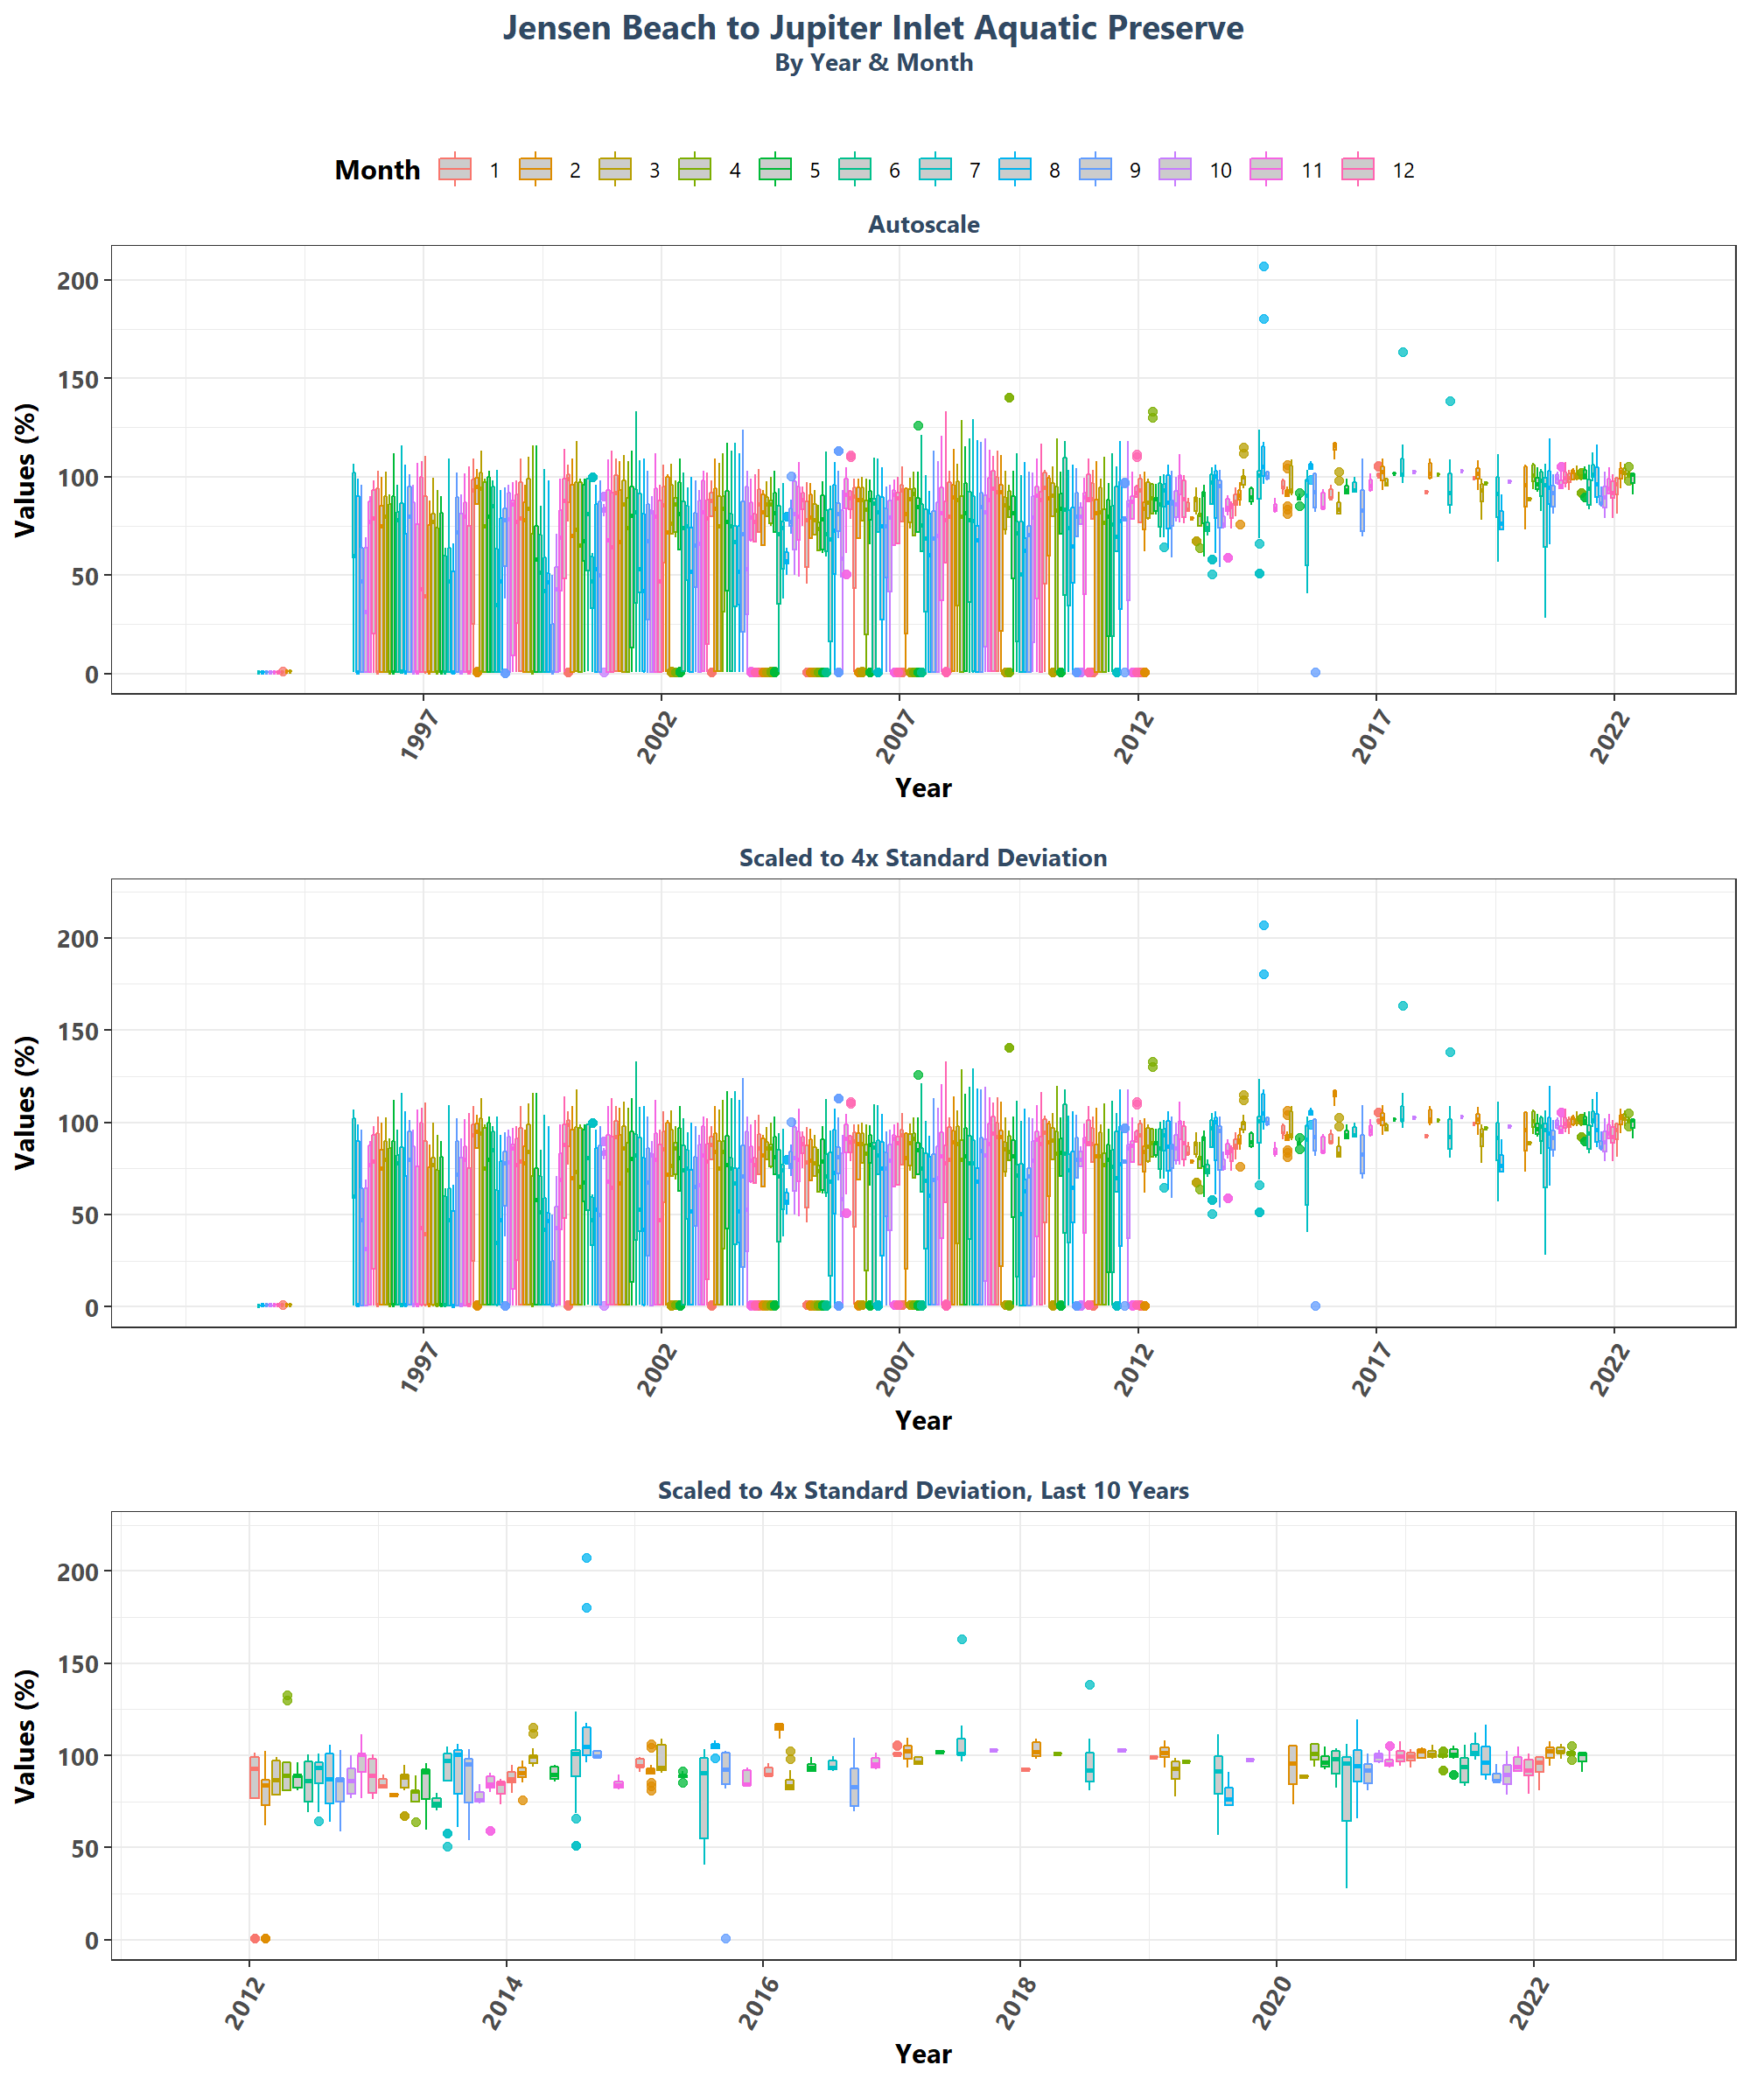 Jensen Beach to Jupiter Inlet Aquatic Preserve
By Year & Month
Month 1 2 3 4 5 6 7 8 9 10 11 12
Autoscale
Values (%)
200
150
100
50
0
1997 2002 2007 2012 2017 2022
Year
Scaled to 4x Standard Deviation
Values (%)
200
150
100
50
0
1997 2002 2007 2012 2017 2022
Year
Scaled to 4x Standard Deviation, Last 10 Years
Values (%)
200
150
100
50
0
2012 2014 2016 2018 2020 2022
Year